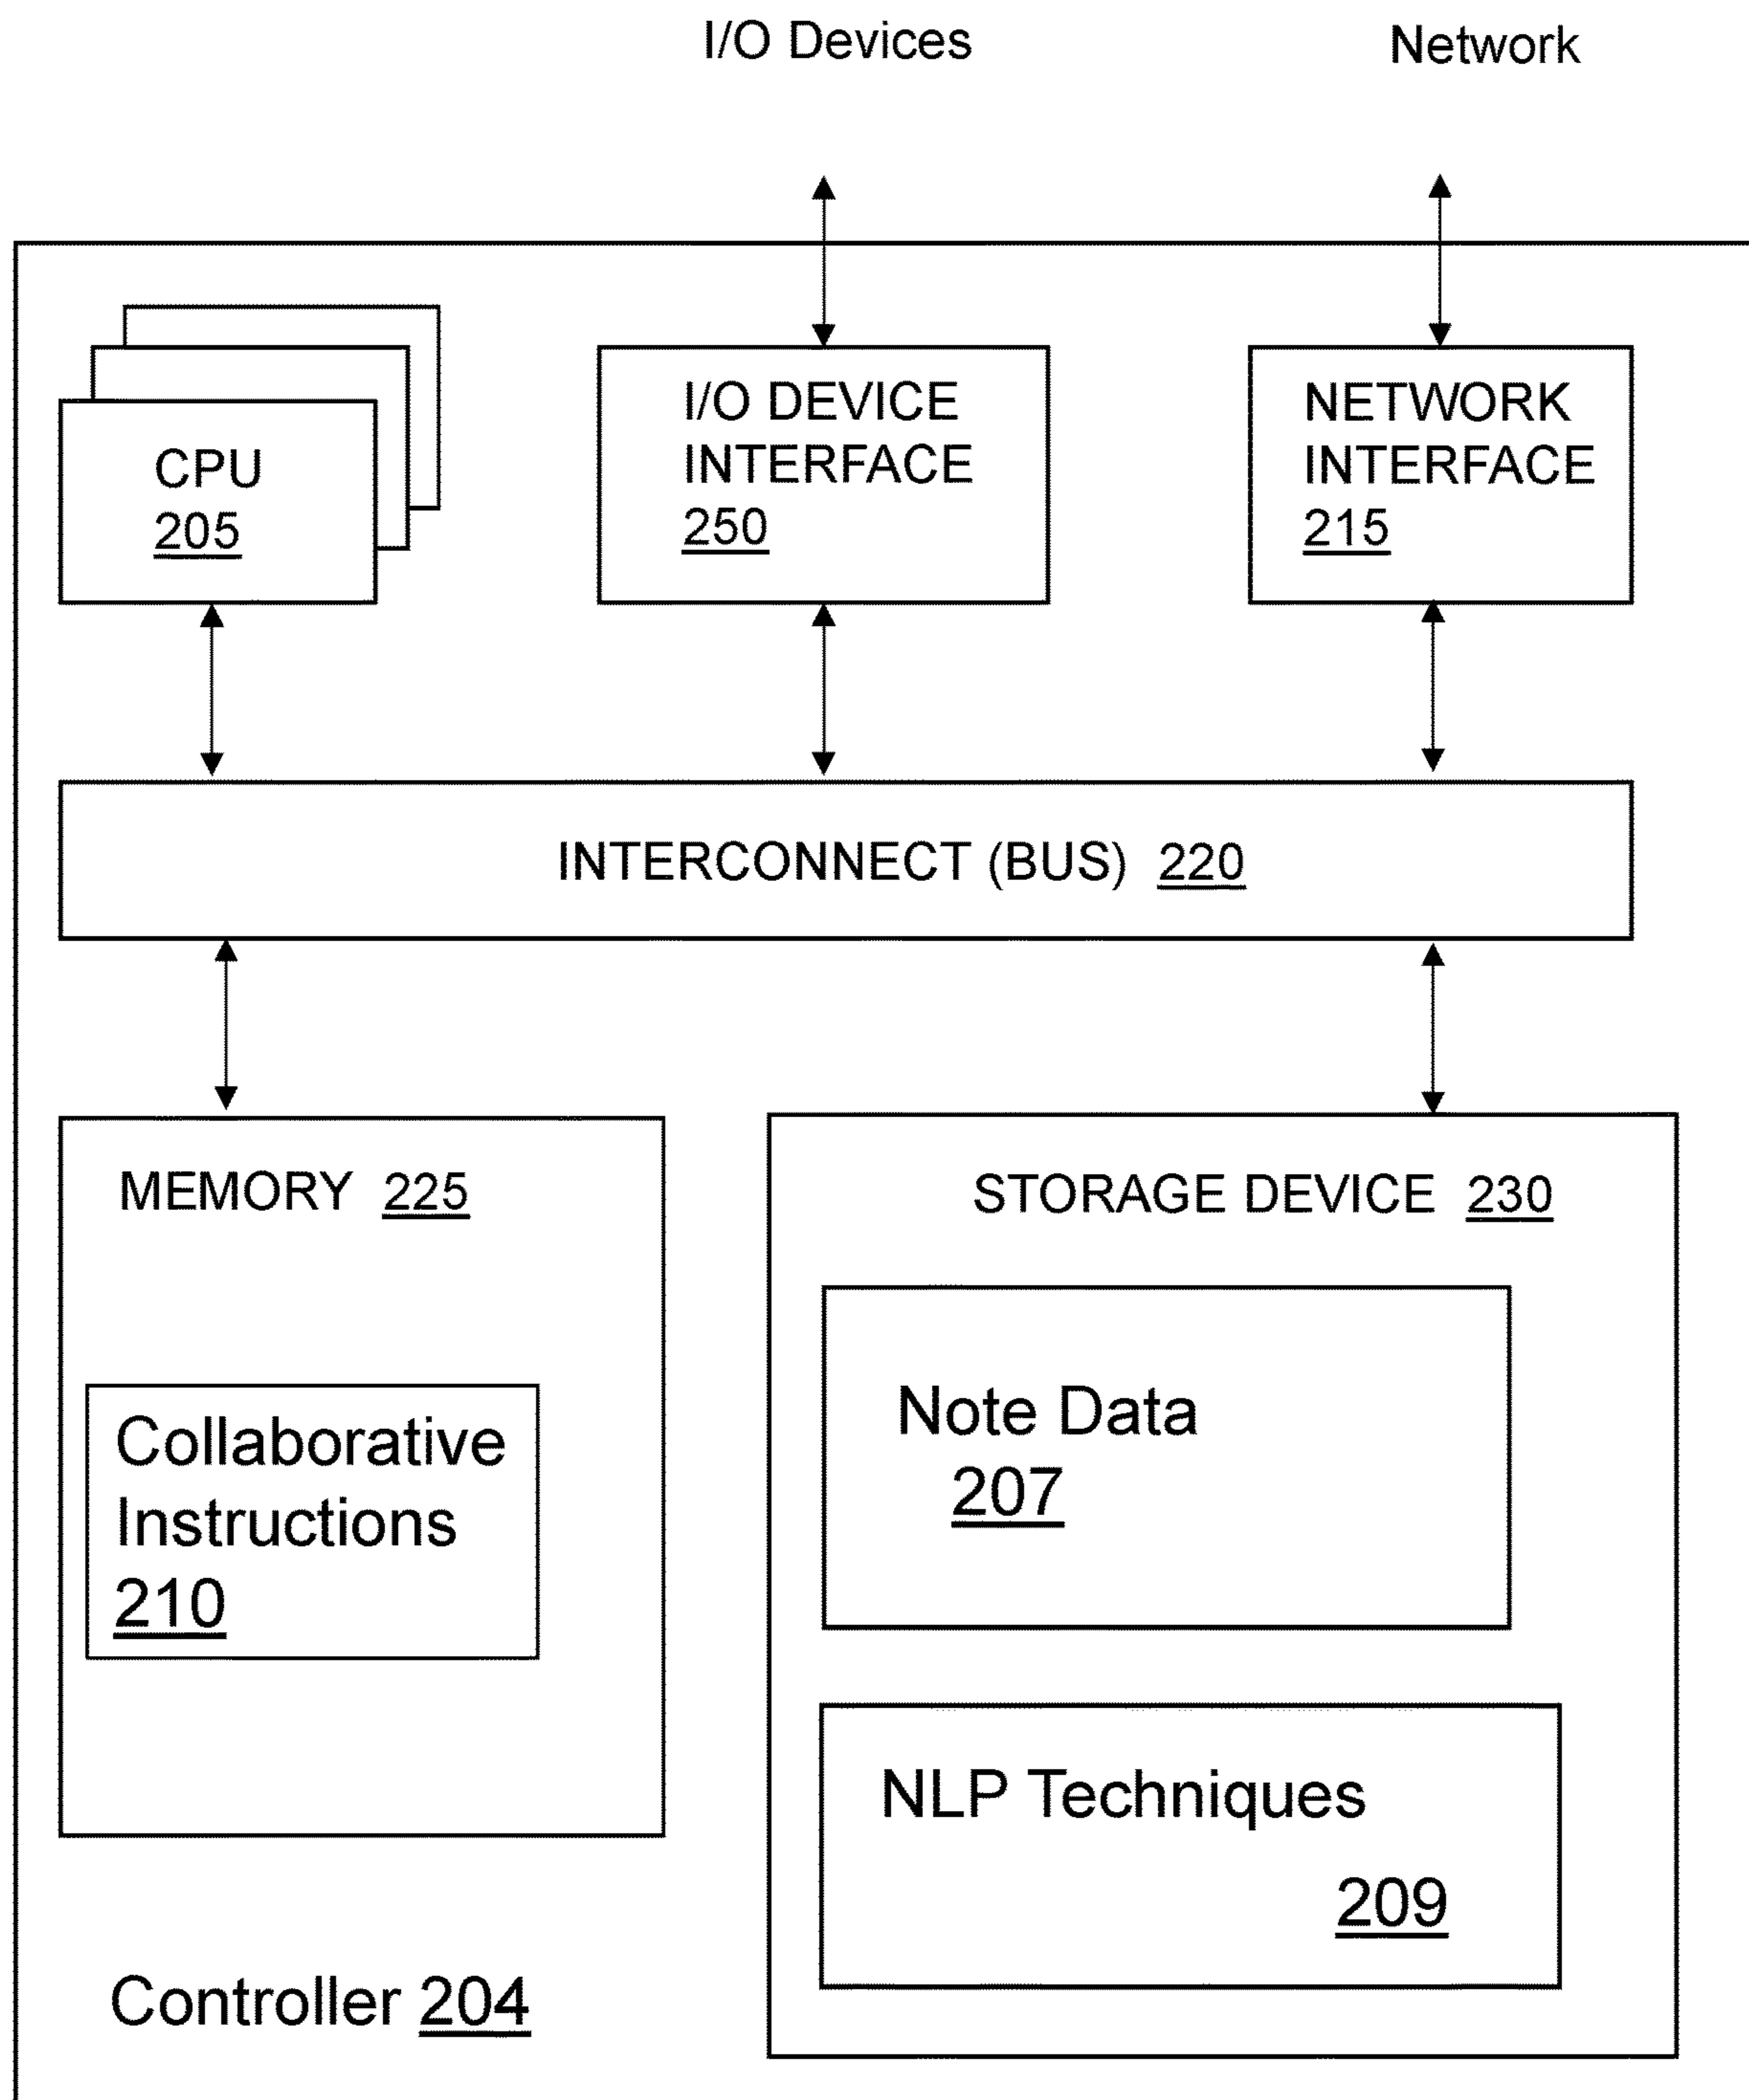 I/O Devices
Network
CPU
205
I/O DEVICE
INTERFACE
250
NETWORK
INTERFACE
215
INTERCONNECT (BUS) 220
MEMORY 225
Collaborative
Instructions
210
STORAGE DEVICE 230
Note Data
207
NLP Techniques
209
Controller 204